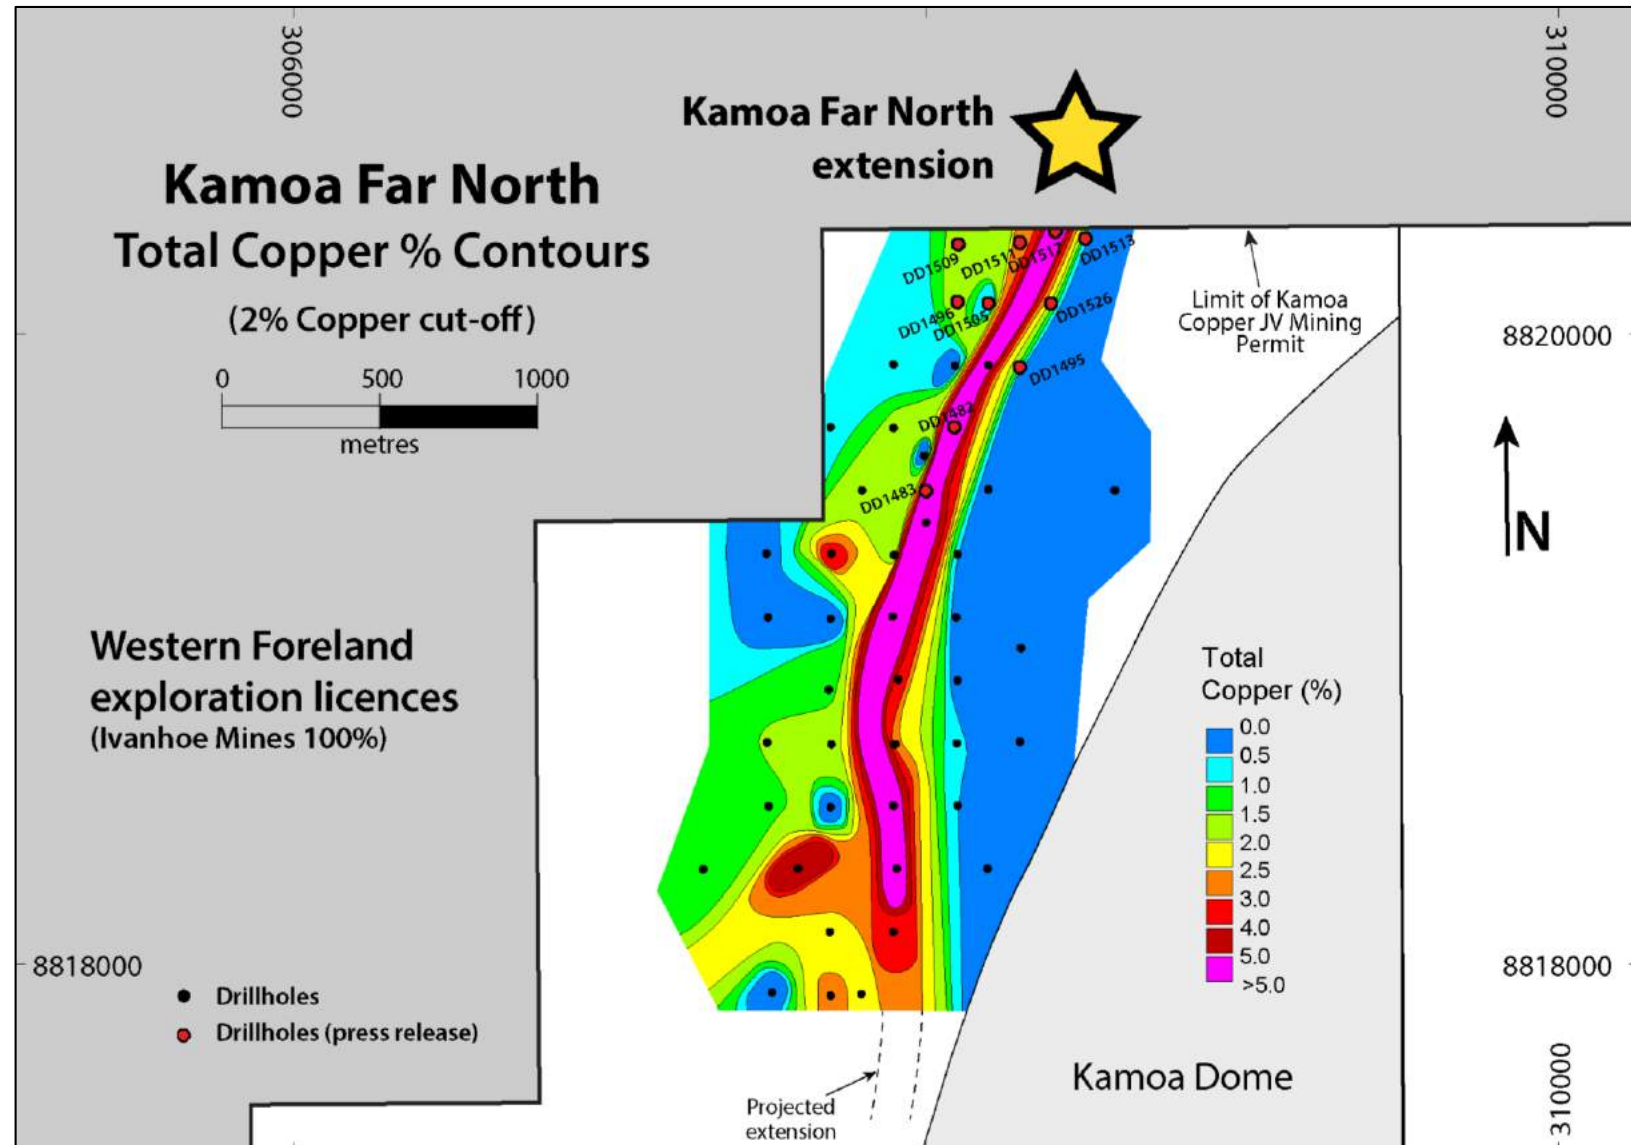 306000
310000
Kamoa Far North
extension
Kamoa Far North
Total Copper % Contours
(2% Copper cut-off)
0 500 1000
metres
DD1509
DD1511
DD1517
DD1513
DD1496
DD1505
DD1526
DD1495
DD1482
DD1483
Limit of Kamoa
Copper JV Mining
Permit
8820000
N
Western Foreland
exploration licences
(Ivanhoe Mines 100%)
Total
Copper (%)
0.0
0.5
1.0
1.5
2.0
2.5
3.0
4.0
5.0
>5.0
8818000
8818000
Drillholes
Drillholes (press release)
Kamoa Dome
Projected
extension
310000